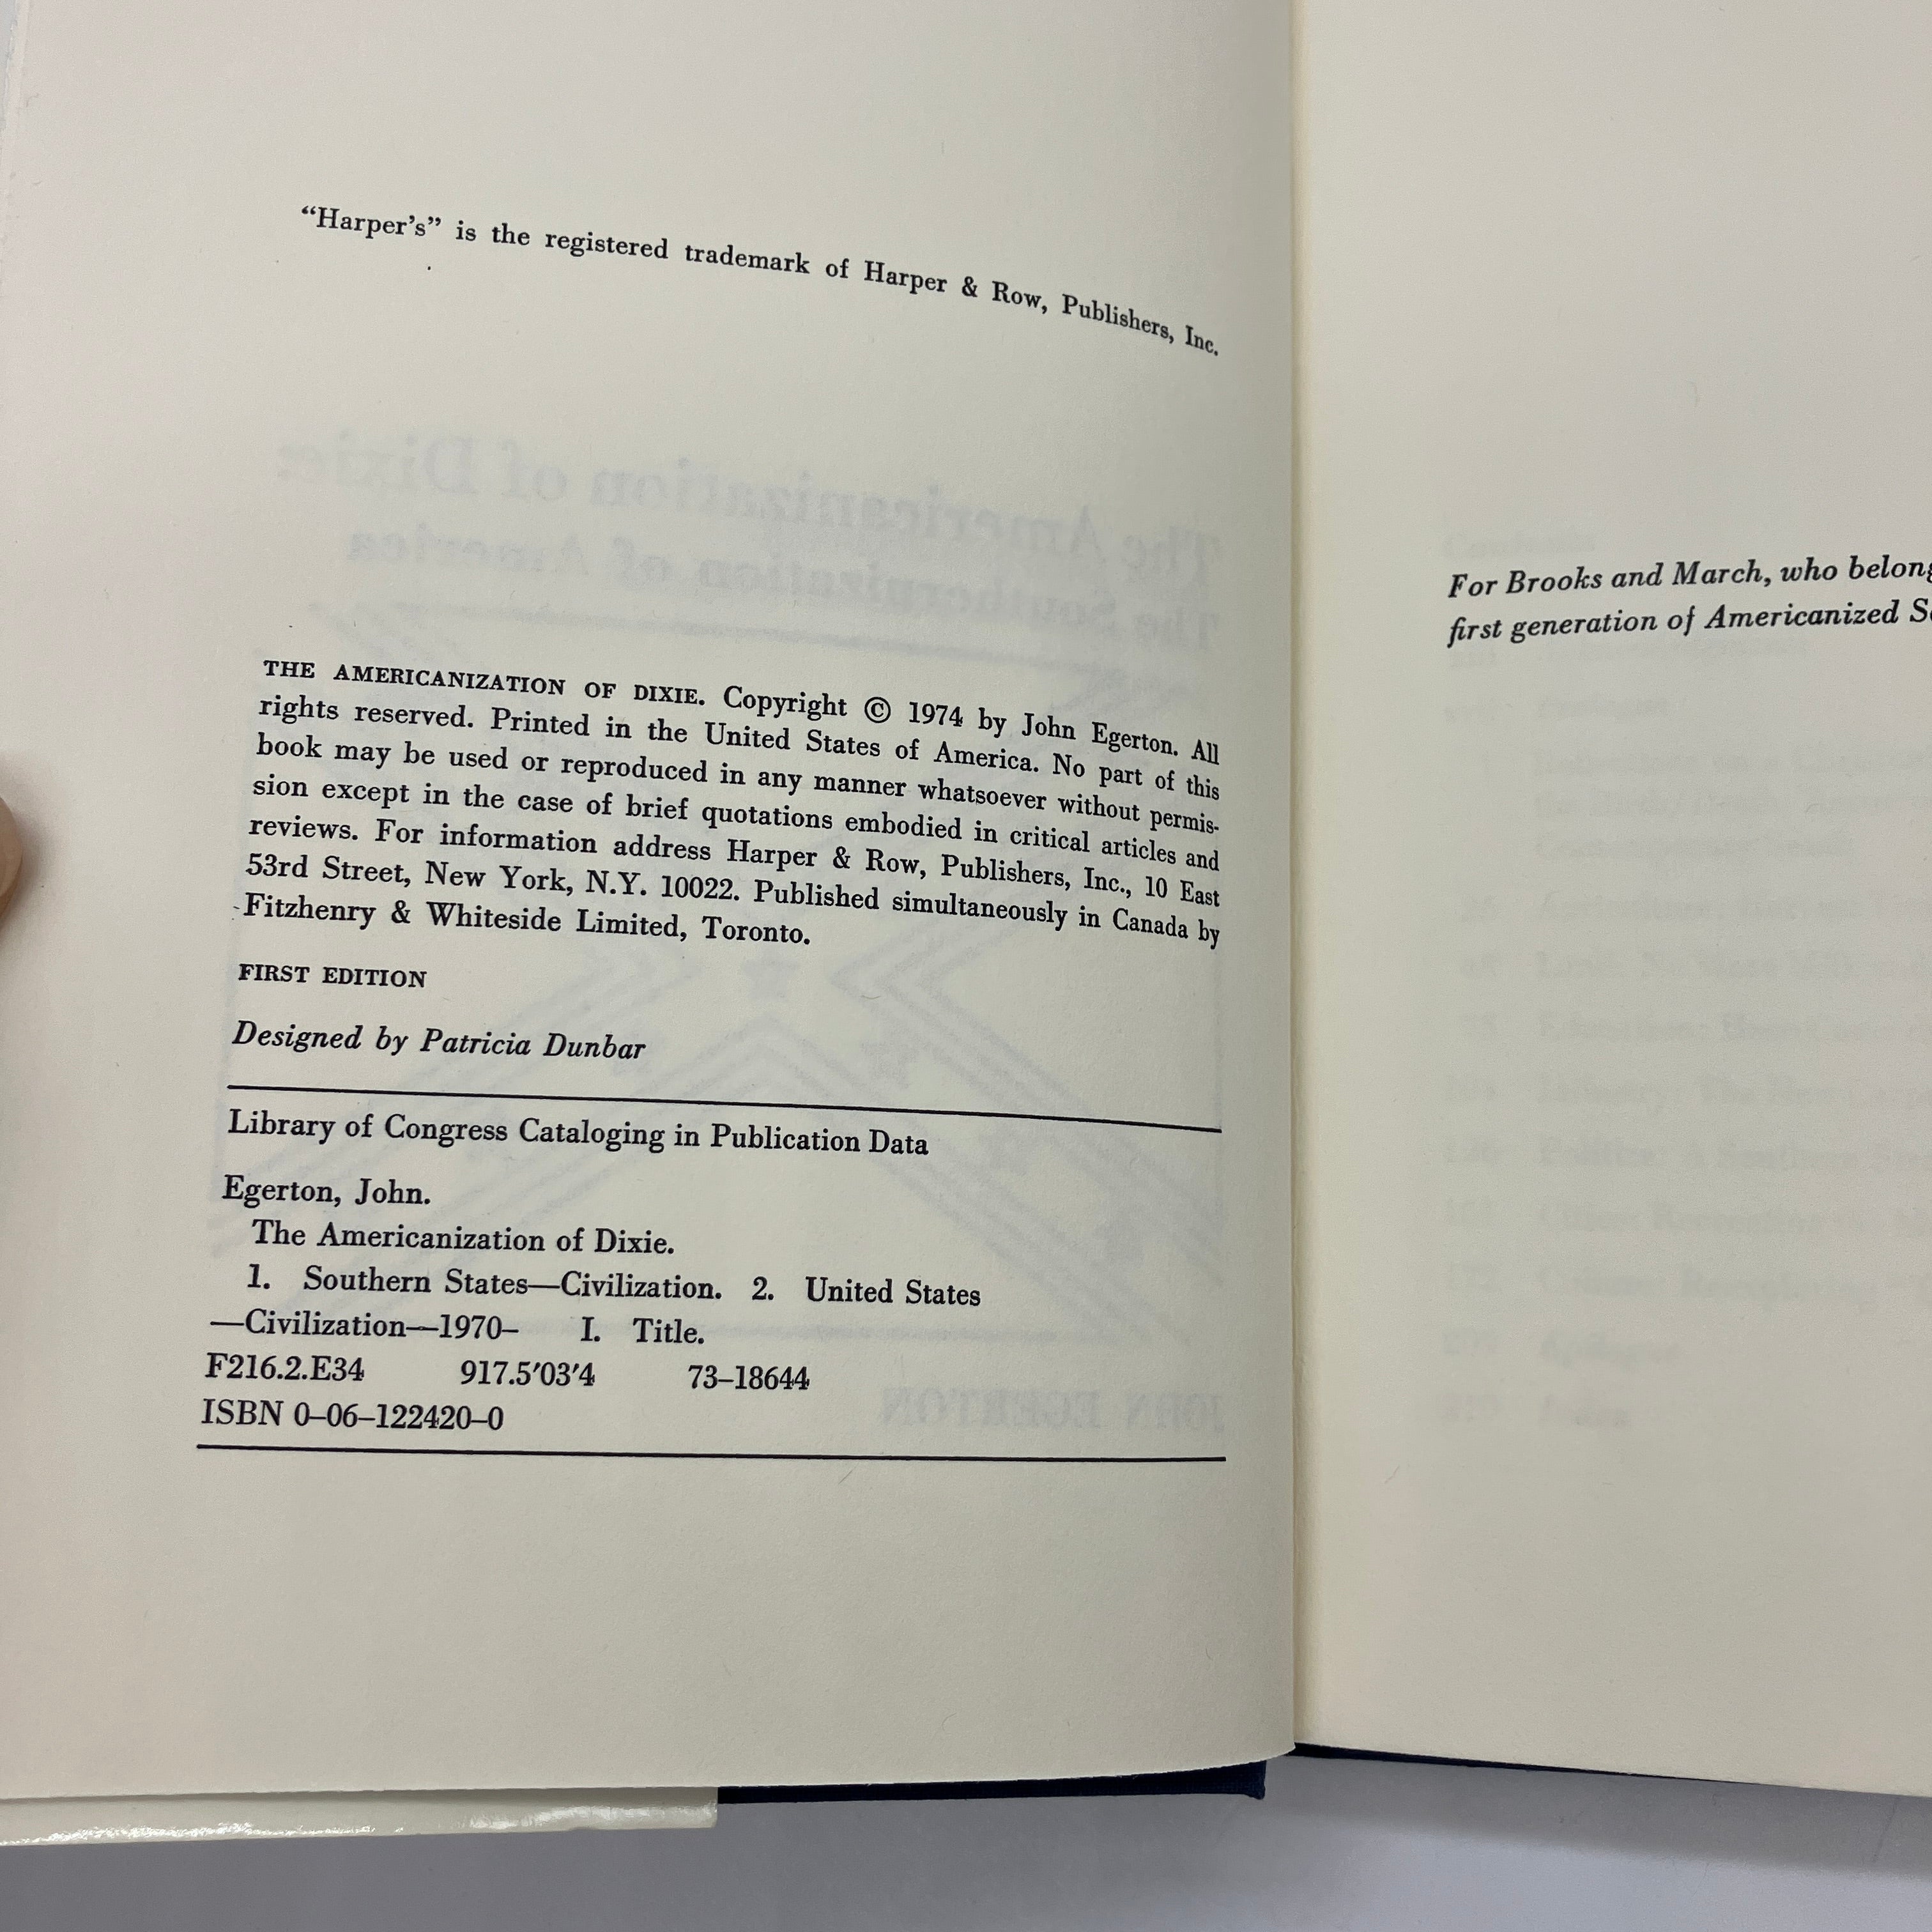 “Harper’s” is the registered trademark of Harper & Row, Publishers, Inc.
THE AMERICANIZATION OF DIXIE. Copyright © 1974 by John Egerton. All
rights reserved. Printed in the United States of America. No part of this
book may be used or reproduced in any manner whatsoever without permis-
sion except in the case of brief quotations embodied in critical articles and
reviews. For information address Harper & Row, Publishers, Inc., 10 East
53rd Street, New York, N.Y. 10022. Published simultaneously in Canada by
Fitzhenry & Whiteside Limited, Toronto.
FIRST EDITION
Designed by Patricia Dunbar
Library of Congress Cataloging in Publication Data
Egerton, John.
The Americanization of Dixie.
1. Southern States—Civilization. 2. United States
—Civilization—1970– I. Title.
F216.2.E34 917.5′03′4 73–18644
ISBN 0–06–122420–0
For Brooks and March, who belong
first generation of Americanized